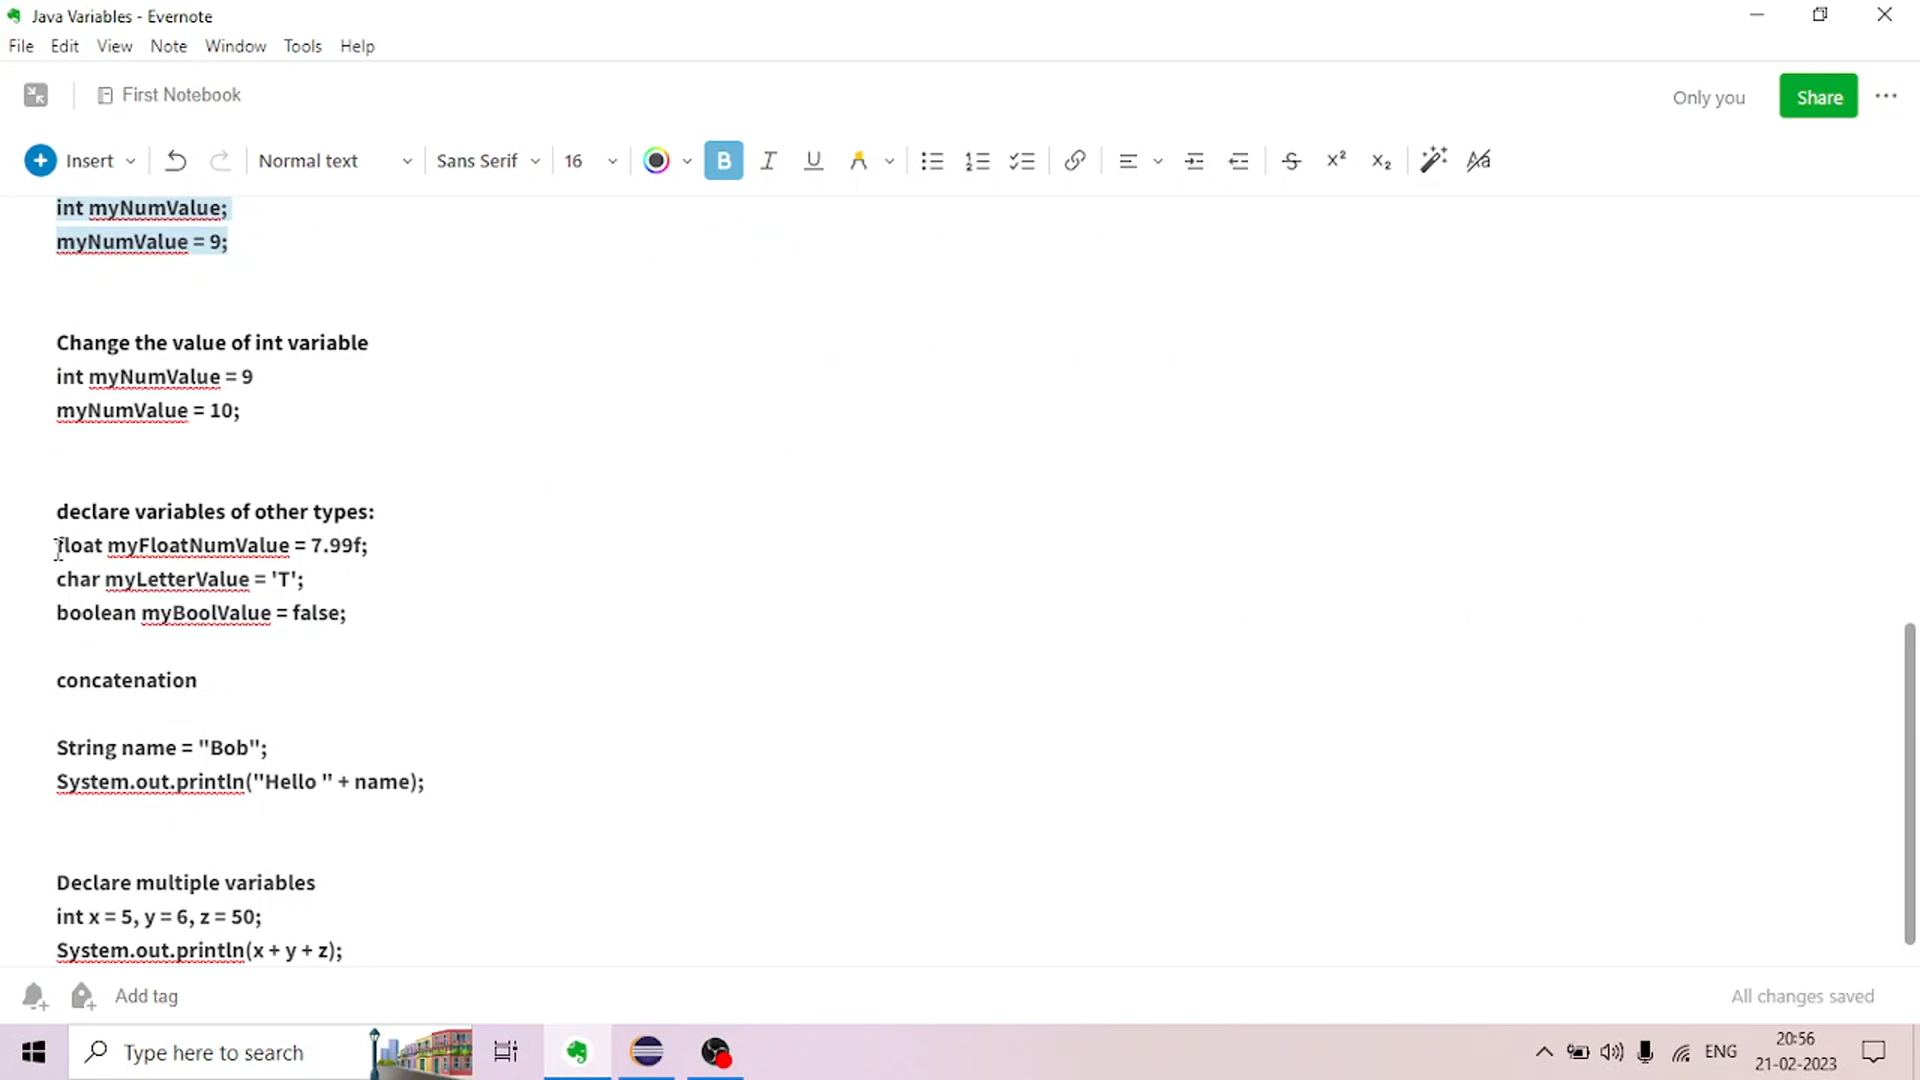 Java Variables - Evernote
File Edit View Note Window Tools Help
First Notebook
Only you
Share
Insert
Normal text
Sans Serif
16
B I U
int myNumValue;
myNumValue = 9;
Change the value of int variable
int myNumValue = 9
myNumValue = 10;
declare variables of other types:
float myFloatNumValue = 7.99f;
char myLetterValue = 'T';
boolean myBoolValue = false;
concatenation
String name = "Bob";
System.out.println("Hello " + name);
Declare multiple variables
int x = 5, y = 6, z = 50;
System.out.println(x + y + z);
Add tag
All changes saved
Type here to search
ENG
20:56
21-02-2023